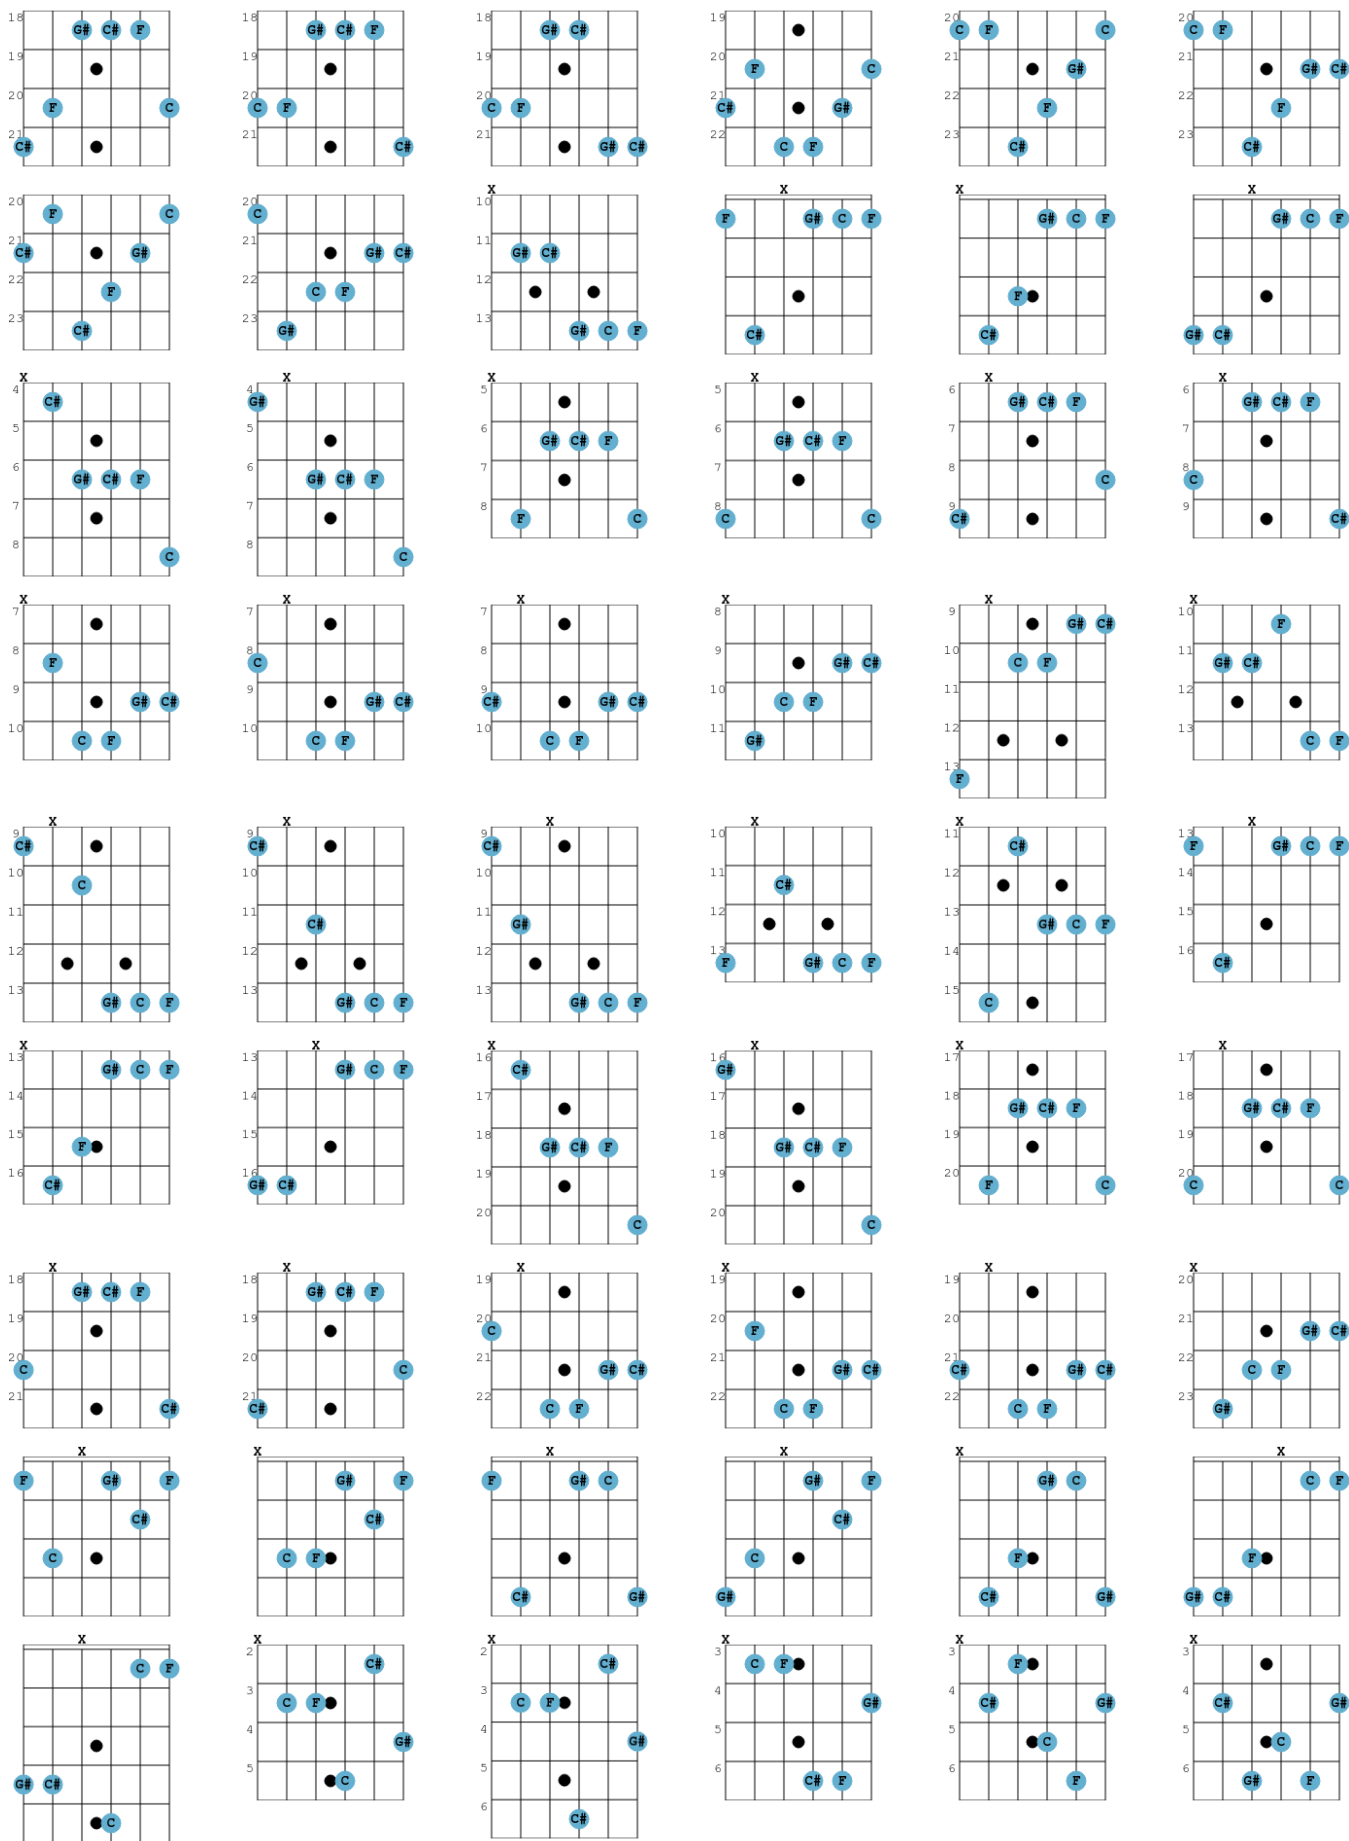 18 G# C# F
19
20 F C
21 C#
18 G# C# F
19
20 C F
21 C#
18 G# C#
19
20 C F
21 G# C#
19
20 F C
21 C# G#
22 C F
20 C F C
21 G#
22 F
23 C#
20 C F
21 G# C#
22 F
23 C#
20 F C
21 C# G#
22 F
23 C#
20 C
21 G# C#
22 C F
23 G#
X
10
11 G# C#
12
13 G# C F
X
F G# C F
C#
X
G# C F
F
C#
X
G# C F
G# C#
X
4 C#
5
6 G# C# F
7
8 C
X
4 G#
5
6 G# C# F
7
8 C
X
5
6 G# C# F
7
8 F C
X
5
6 G# C# F
7
8 C C
X
6 G# C# F
7
8 C
9 C#
X
6 G# C# F
7
8 C
9 C#
X
7
8 F
9 G# C#
10 C F
X
7
8 C
9 G# C#
10 C F
X
7
8
9 C# G# C#
10 C F
X
8
9 G# C#
10 C F
11 G#
X
9 G# C#
10 C F
11
12
13 F
X
10 F
11 G# C#
12
13 C F
X
9 C#
10 C
11
12
13 G# C F
X
9 C#
10
11 C#
12
13 G# C F
X
9 C#
10
11 G#
12
13 G# C F
X
10
11 C#
12
13 F G# C F
X
11 C#
12
13 G# C F
14
15 C
X
13 F G# C F
14
15
16 C#
X
13 G# C F
14
15 F
16 C#
X
13 G# C F
14
15
16 G# C#
X
16 C#
17
18 G# C# F
19
20 C
X
16 G#
17
18 G# C# F
19
20 C
X
17
18 G# C# F
19
20 F C
X
17
18 G# C# F
19
20 C C
X
18 G# C# F
19
20 C
21 C#
X
18 G# C# F
19
20 C
21 C#
X
19
20 C
21 G# C#
22 C F
X
19
20 F
21 G# C#
22 C F
X
19
20
21 C# G# C#
22 C F
X
20
21 G# C#
22 C F
23 G#
X
F G# F
C#
C
X
G# F
C#
C F
X
F G# C
C# G#
X
G# F
C#
C
G#
X
G# C
F
C# G#
X
C F
F
G# C#
X
C F
G# C#
C
X
2 C#
3 C F
4 G#
5 C
X
2 C#
3 C F
4 G#
5
6 C#
X
3 C F
4 G#
5
6 C# F
X
3 F
4 C# G#
5 C
6 F
X
3
4 C# G#
5 C
6 G# F